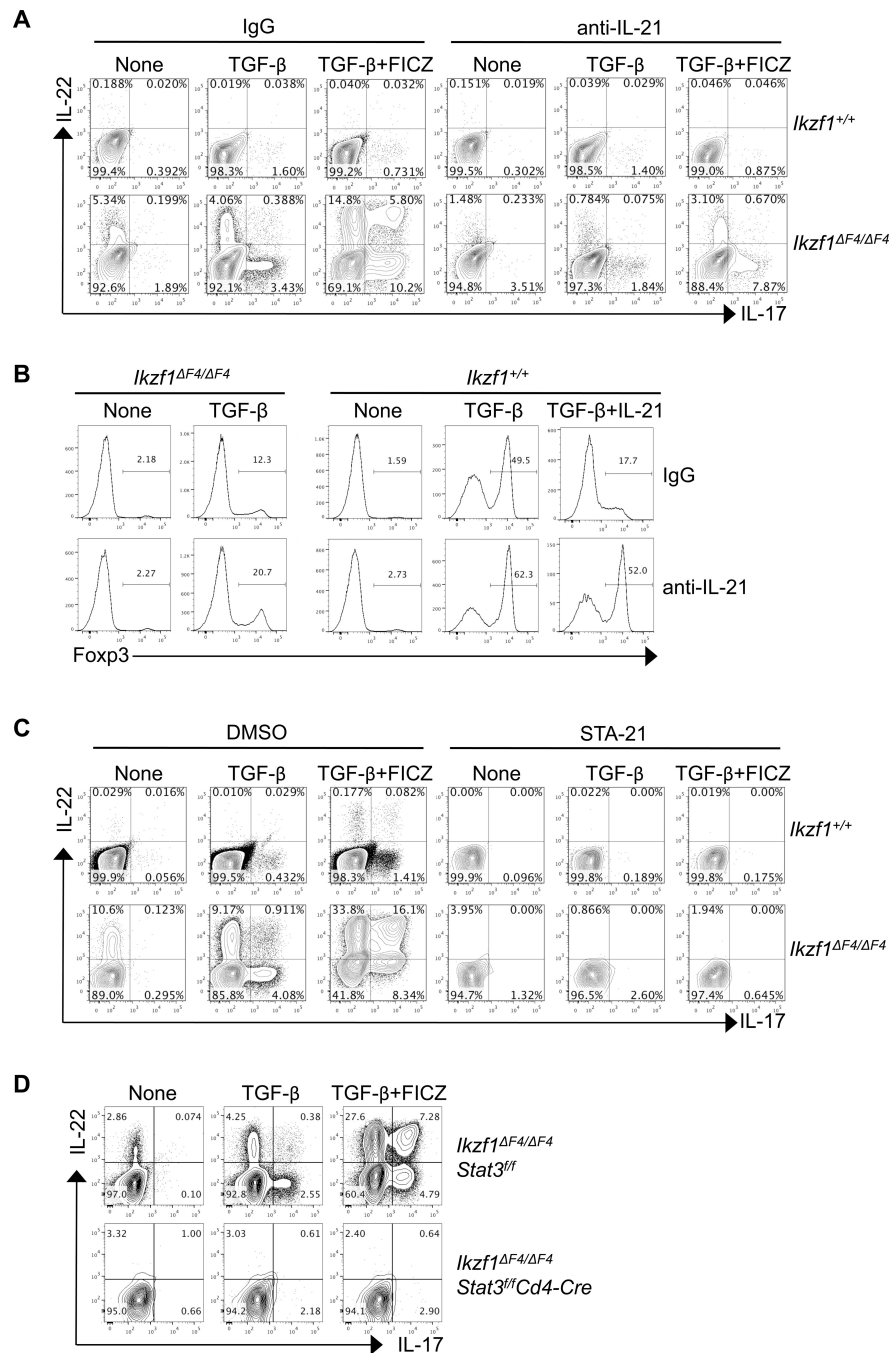 A
IgG anti-IL-21
None TGF-β TGF-β+FICZ None TGF-β TGF-β+FICZ
IL-22
0.188% 0.020% 0.019% 0.038% 0.040% 0.032% 0.151% 0.019% 0.039% 0.029% 0.046% 0.046%
Ikzf1+/+
99.4% 0.392% 98.3% 1.60% 99.2% 0.731% 99.5% 0.302% 98.5% 1.40% 99.0% 0.875%
5.34% 0.199% 4.06% 0.388% 14.8% 5.80% 1.48% 0.233% 0.784% 0.075% 3.10% 0.670%
Ikzf1ΔF4/ΔF4
92.6% 1.89% 92.1% 3.43% 69.1% 10.2% 94.8% 3.51% 97.3% 1.84% 88.4% 7.87%
IL-17
B
Ikzf1ΔF4/ΔF4 Ikzf1+/+
None TGF-β None TGF-β TGF-β+IL-21
2.18 12.3 1.59 49.5 17.7
IgG
2.27 20.7 2.73 62.3 52.0
anti-IL-21
Foxp3
C
DMSO STA-21
None TGF-β TGF-β+FICZ None TGF-β TGF-β+FICZ
IL-22
0.029% 0.016% 0.010% 0.029% 0.177% 0.082% 0.00% 0.00% 0.022% 0.00% 0.019% 0.00%
Ikzf1+/+
99.9% 0.056% 99.5% 0.432% 98.3% 1.41% 99.9% 0.096% 99.8% 0.189% 99.8% 0.175%
10.6% 0.123% 9.17% 0.911% 33.8% 16.1% 3.95% 0.00% 0.866% 0.00% 1.94% 0.00%
Ikzf1ΔF4/ΔF4
89.0% 0.295% 85.8% 4.08% 41.8% 8.34% 94.7% 1.32% 96.5% 2.60% 97.4% 0.645%
IL-17
D
None TGF-β TGF-β+FICZ
IL-22
2.86 0.074 4.25 0.38 27.6 7.28
Ikzf1ΔF4/ΔF4
Stat3f/f
97.0 0.10 92.8 2.55 60.4 4.79
3.32 1.00 3.03 0.61 2.40 0.64
Ikzf1ΔF4/ΔF4
Stat3f/fCd4-Cre
95.0 0.66 94.2 2.18 94.1 2.90
IL-17